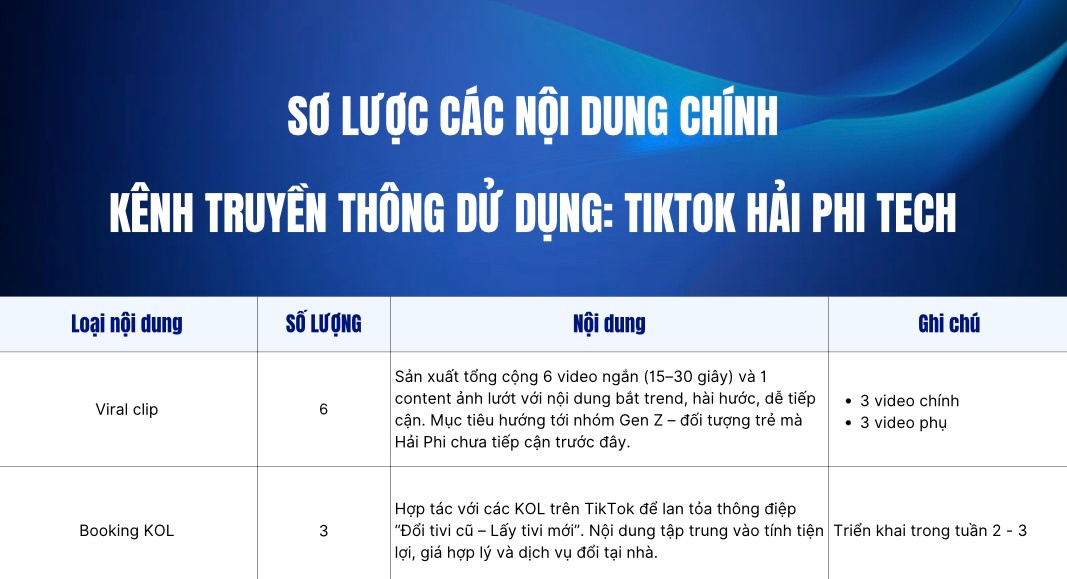 SƠ LƯỢC CÁC NỘI DUNG CHÍNH
KÊNH TRUYỀN THÔNG DỬ DỤNG: TIKTOK HẢI PHI TECH
Loại nội dung
SỐ LƯỢNG
Nội dung
Ghi chú
Viral clip
6
Sản xuất tổng cộng 6 video ngắn (15–30 giây) và 1
content ảnh lướt với nội dung bắt trend, hài hước, dễ tiếp
cận. Mục tiêu hướng tới nhóm Gen Z – đối tượng trẻ mà
Hải Phi chưa tiếp cận trước đây.
• 3 video chính
• 3 video phụ
Booking KOL
3
Hợp tác với các KOL trên TikTok để lan tỏa thông điệp
“Đổi tivi cũ – Lấy tivi mới”. Nội dung tập trung vào tính tiện
lợi, giá hợp lý và dịch vụ đổi tại nhà.
Triển khai trong tuần 2 - 3